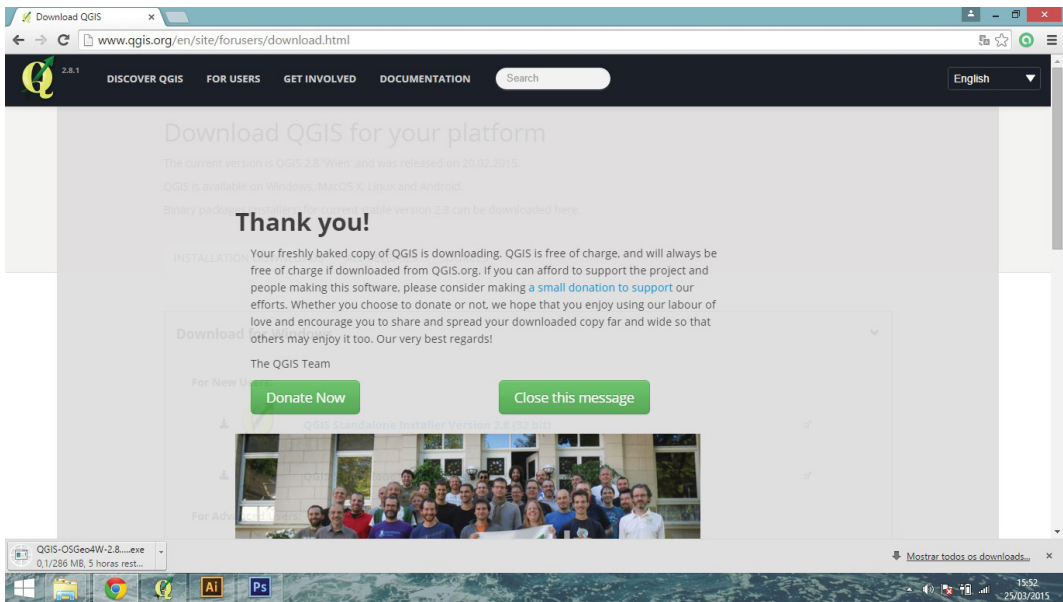 Download QGIS
www.qgis.org/en/site/forusers/download.html
2.8.1
DISCOVER QGIS FOR USERS GET INVOLVED DOCUMENTATION Search English
Download QGIS for your platform
The current version is QGIS 2.8 'Wien' and was released on 20.02.2015.
QGIS is available on Windows, MacOS X, Linux and Android.
Binary packages (installers) for current stable version 2.8 can be downloaded here.
Thank you!
INSTALLATION
Your freshly baked copy of QGIS is downloading. QGIS is free of charge, and will always be
free of charge if downloaded from QGIS.org. If you can afford to support the project and
people making this software, please consider making a small donation to support our
efforts. Whether you choose to donate or not, we hope that you enjoy using our labour of
love and encourage you to share and spread your downloaded copy far and wide so that
others may enjoy it too. Our very best regards!
Download for Windows
The QGIS Team
For New Users:
Donate Now Close this message
QGIS Standalone Installer Version 2.8 (32 bit)
QGIS
For Advanced Users:
QGIS-OSGeo4W-2.8.....exe
0,1/286 MB, 5 horas rest...
Mostrar todos os downloads...
Ai Ps
15:52
25/03/2015